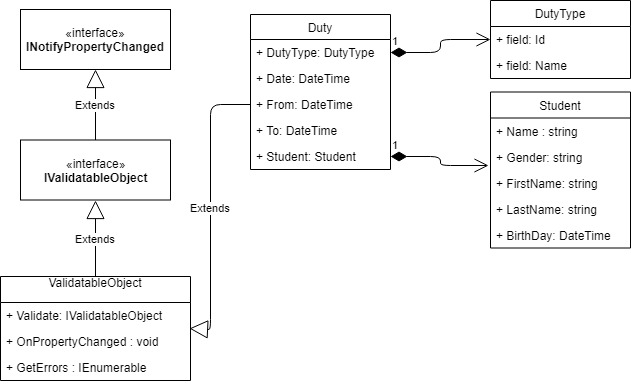 «interface»
INotifyPropertyChanged
Extends
«interface»
IValidatableObject
Extends
ValidatableObject
+ Validate: IValidatableObject
+ OnPropertyChanged : void
+ GetErrors : IEnumerable
Extends
Duty
+ DutyType: DutyType
+ Date: DateTime
+ From: DateTime
+ To: DateTime
+ Student: Student
1
1
DutyType
+ field: Id
+ field: Name
Student
+ Name : string
+ Gender: string
+ FirstName: string
+ LastName: string
+ BirthDay: DateTime